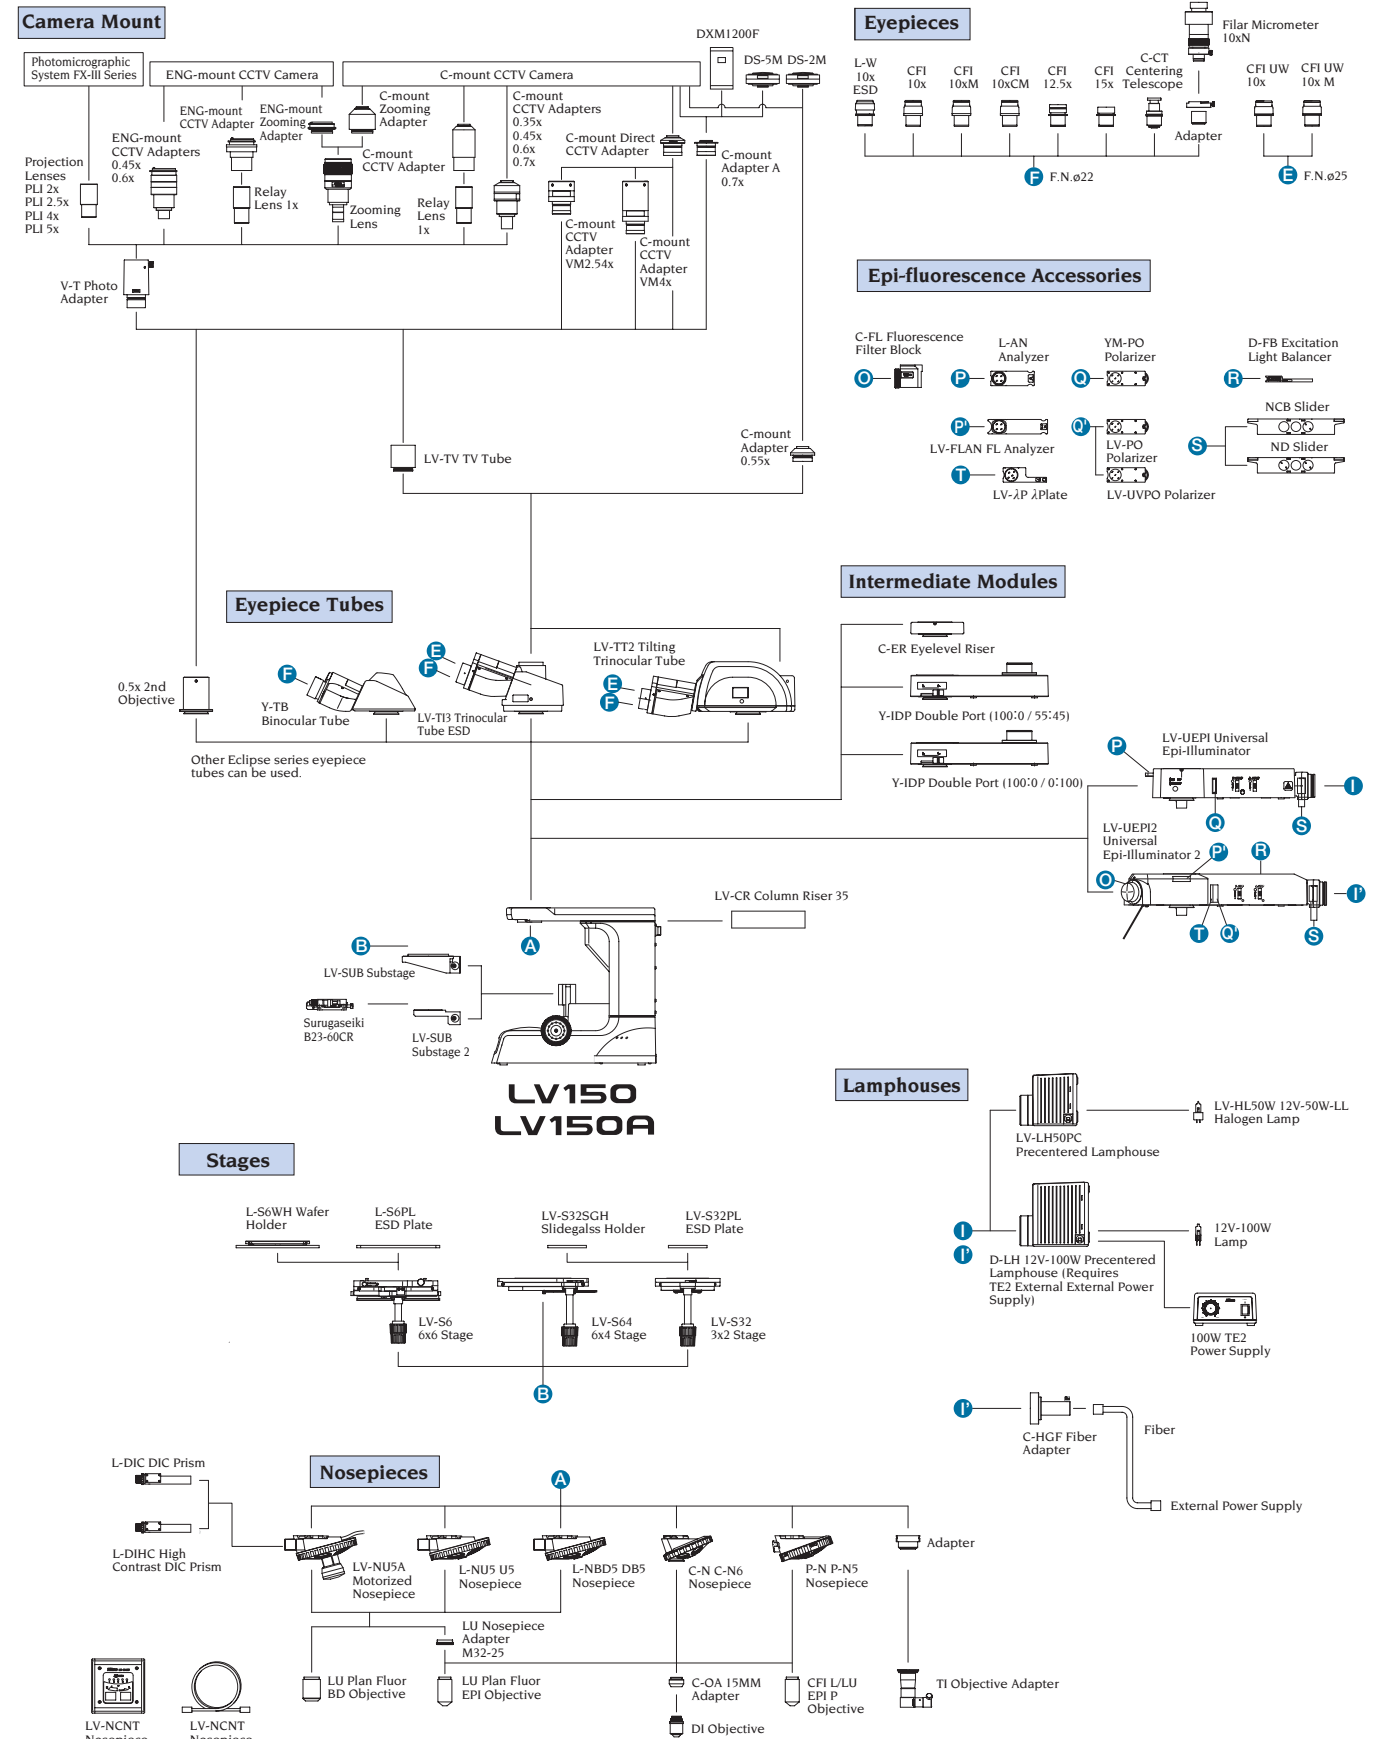 Camera Mount
Photomicrographic
System FX-III Series
ENG-mount CCTV Camera
C-mount CCTV Camera
DXM1200F
DS-5M DS-2M
Projection
Lenses
PLI 2x
PLI 2.5x
PLI 4x
PLI 5x
ENG-mount
CCTV Adapters
0.45x
0.6x
ENG-mount
CCTV Adapter
Relay
Lens 1x
ENG-mount
Zooming
Adapter
C-mount
Zooming
Adapter
C-mount
CCTV Adapter
Zooming
Lens
Relay
Lens
1x
C-mount
CCTV Adapters
0.35x
0.45x
0.6x
0.7x
C-mount Direct
CCTV Adapter
C-mount
Adapter A
0.7x
C-mount
CCTV
Adapter
VM2.54x
C-mount
CCTV
Adapter
VM4x
V-T Photo
Adapter
LV-TV TV Tube
C-mount
Adapter
0.55x
Eyepieces
L-W
10x
ESD
CFI
10x
CFI
10xM
CFI
10xCM
CFI
12.5x
CFI
15x
C-CT
Centering
Telescope
Filar Micrometer
10xN
Adapter
CFI UW
10x
CFI UW
10x M
F F.N.ø22
E F.N.ø25
Epi-fluorescence Accessories
C-FL Fluorescence
Filter Block
O
L-AN
Analyzer
P
YM-PO
Polarizer
Q
D-FB Excitation
Light Balancer
R
P'
LV-FLAN FL Analyzer
Q'
LV-PO
Polarizer
NCB Slider
S
ND Slider
T
LV-λP λPlate
LV-UVPO Polarizer
Eyepiece Tubes
0.5x 2nd
Objective
F
Y-TB
Binocular Tube
E
F
LV-TI3 Trinocular
Tube ESD
LV-TT2 Tilting
Trinocular Tube
E
F
Other Eclipse series eyepiece
tubes can be used.
Intermediate Modules
C-ER Eyelevel Riser
Y-IDP Double Port (100:0 / 55:45)
Y-IDP Double Port (100:0 / 0:100)
LV-UEPI Universal
Epi-Illuminator
P
I
Q
S
LV-UEPI2
Universal
Epi-Illuminator 2
P'
R
O
I'
T
Q'
S
LV-CR Column Riser 35
A
B
LV-SUB Substage
Surugaseiki
B23-60CR
LV-SUB
Substage 2
LV150
LV150A
Lamphouses
LV-LH50PC
Precentered Lamphouse
LV-HL50W 12V-50W-LL
Halogen Lamp
I
I'
D-LH 12V-100W Precentered
Lamphouse (Requires
TE2 External External Power
Supply)
12V-100W
Lamp
100W TE2
Power Supply
I'
C-HGF Fiber
Adapter
Fiber
External Power Supply
Stages
L-S6WH Wafer
Holder
L-S6PL
ESD Plate
LV-S32SGH
Slidegalss Holder
LV-S32PL
ESD Plate
LV-S6
6x6 Stage
LV-S64
6x4 Stage
LV-S32
3x2 Stage
B
Nosepieces
A
L-DIC DIC Prism
L-DIHC High
Contrast DIC Prism
LV-NU5A
Motorized
Nosepiece
L-NU5 U5
Nosepiece
L-NBD5 DB5
Nosepiece
C-N C-N6
Nosepiece
P-N P-N5
Nosepiece
Adapter
LU Nosepiece
Adapter
M32-25
LU Plan Fluor
BD Objective
LU Plan Fluor
EPI Objective
C-OA 15MM
Adapter
DI Objective
CFI L/LU
EPI P
Objective
TI Objective Adapter
LV-NCNT
Nosepiece
LV-NCNT
Nosepiece